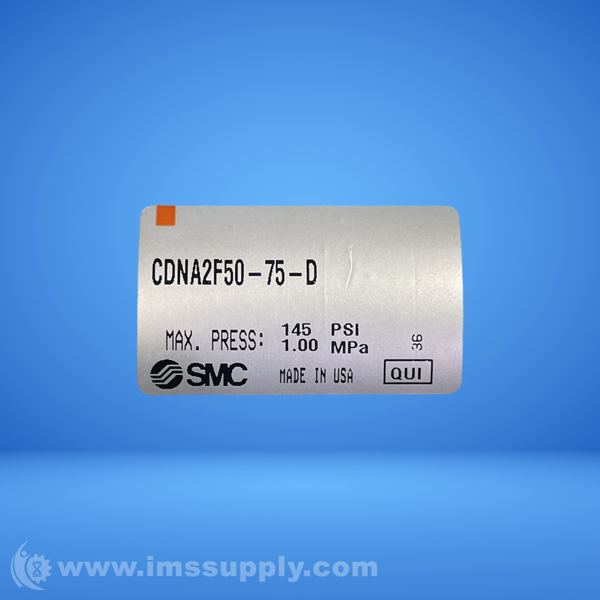 CDNA2F50-75-D
MAX. PRESS: 145 PSI
1.00 MPa
36
SMC MADE IN USA QUI
www.imssupply.com